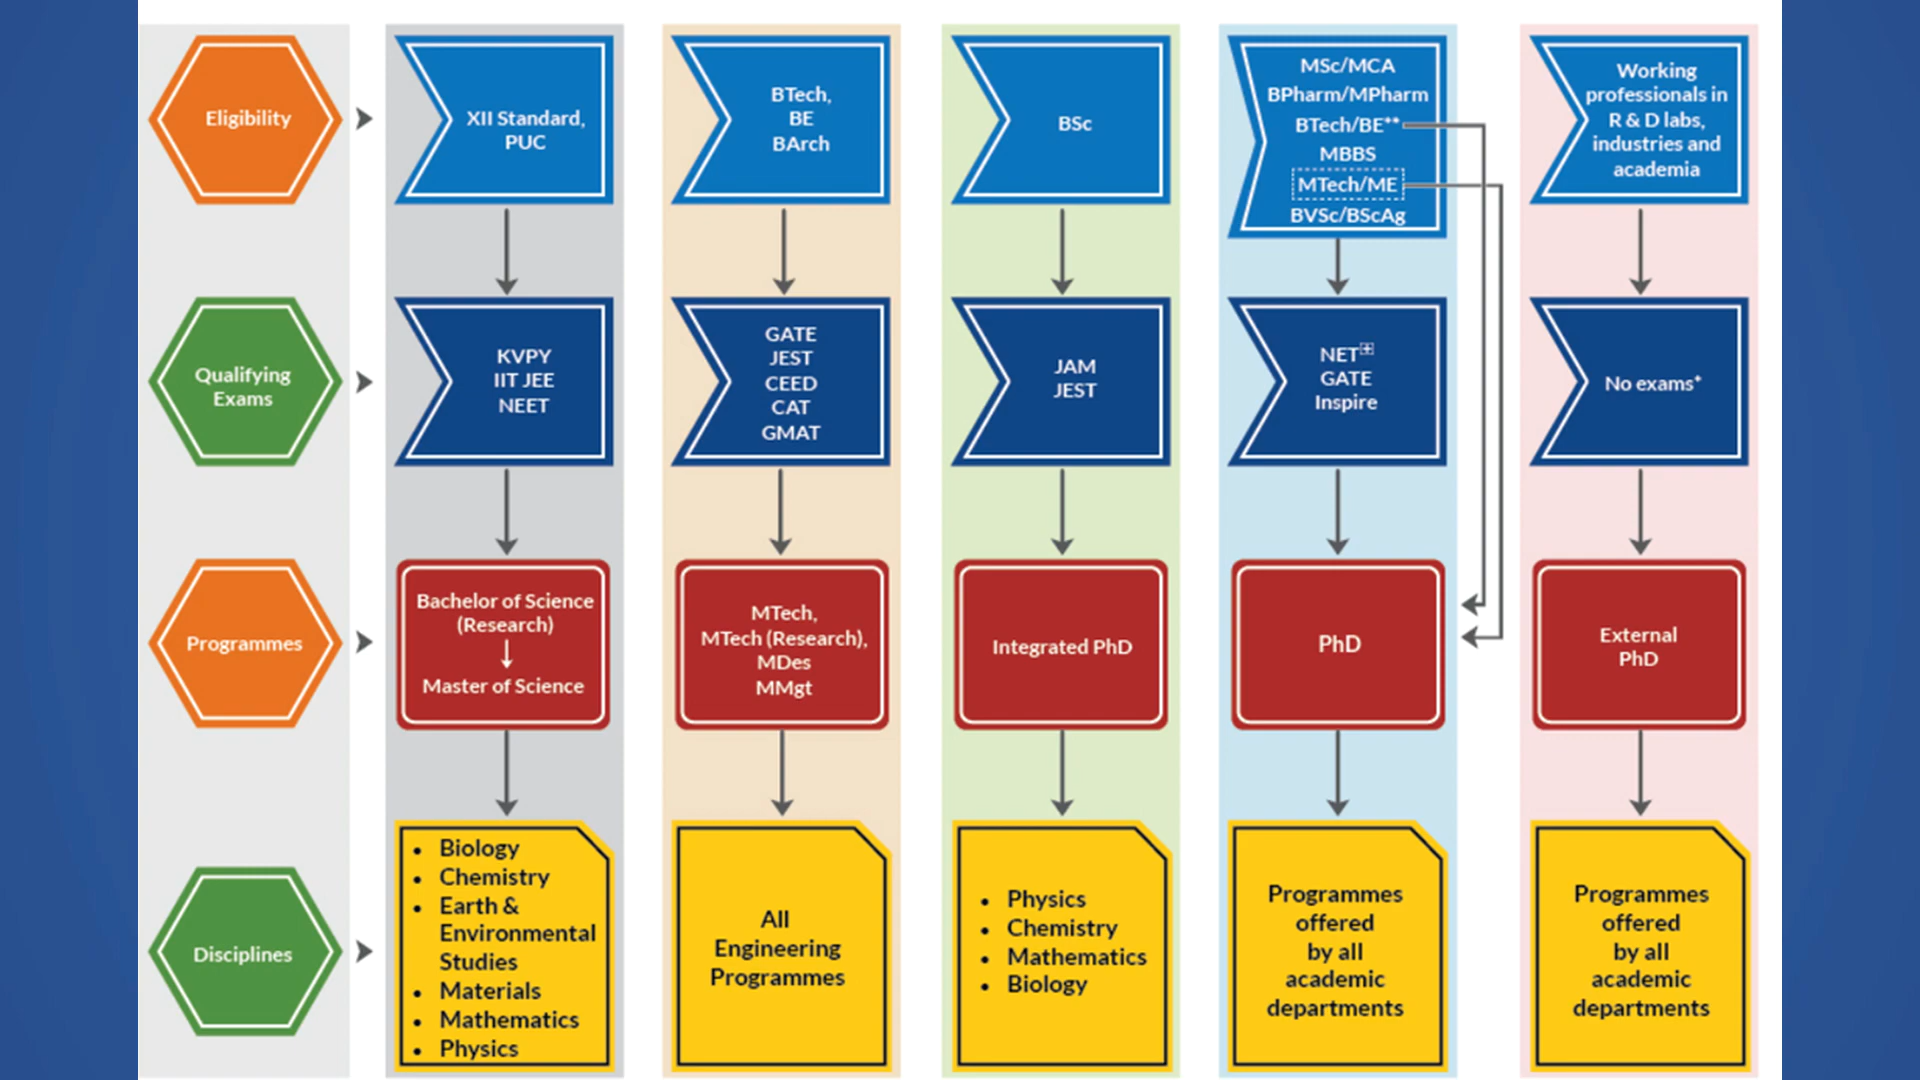 Eligibility
XII Standard,
PUC
BTech,
BE
BArch
BSc
MSc/MCA
BPharm/MPharm
BTech/BE**
MBBS
MTech/ME
BVSc/BScAg
Working
professionals in
R & D labs,
industries and
academia
Qualifying
Exams
KVPY
IIT JEE
NEET
GATE
JEST
CEED
CAT
GMAT
JAM
JEST
NET⊞
GATE
Inspire
No exams*
Programmes
Bachelor of Science
(Research)
Master of Science
MTech,
MTech (Research),
MDes
MMgt
Integrated PhD
PhD
External
PhD
Disciplines
• Biology
• Chemistry
• Earth &
Environmental
Studies
• Materials
• Mathematics
• Physics
All
Engineering
Programmes
• Physics
• Chemistry
• Mathematics
• Biology
Programmes
offered
by all
academic
departments
Programmes
offered
by all
academic
departments